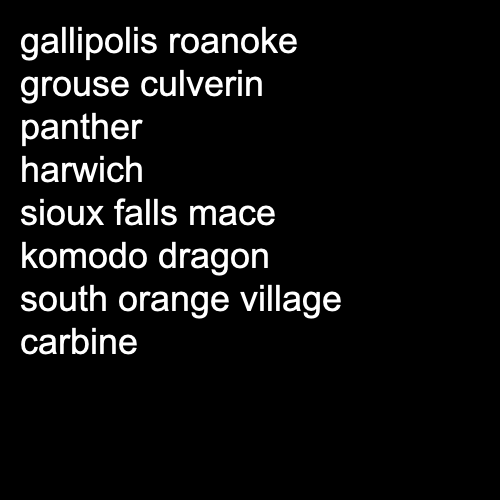 gallipolis roanoke
grouse culverin
panther
harwich
sioux falls mace
komodo dragon
south orange village
carbine